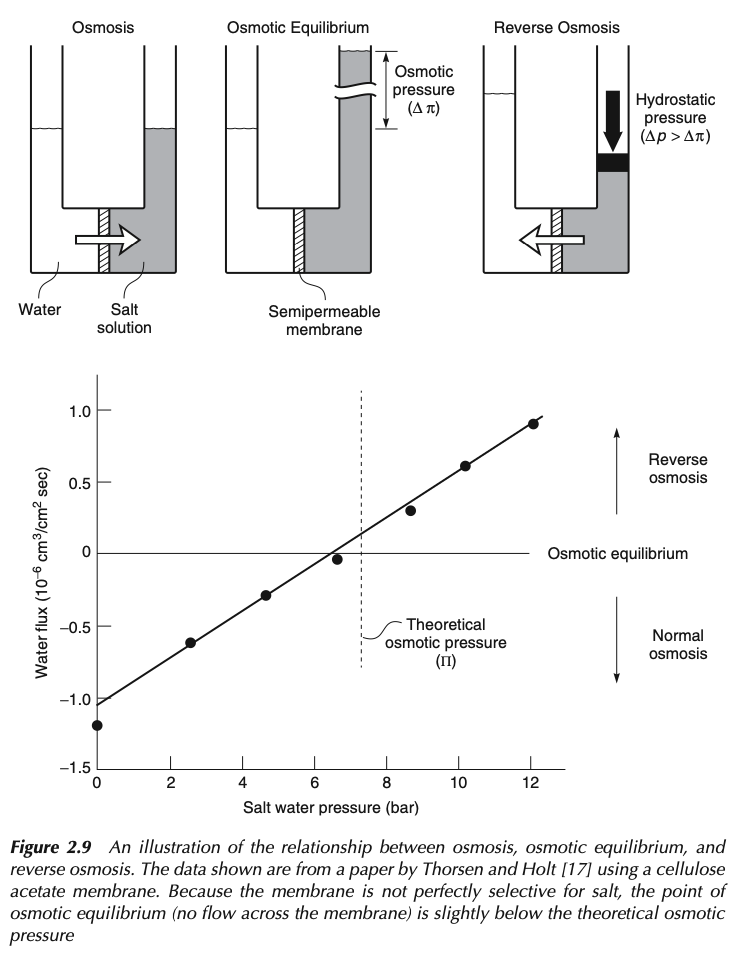 Osmosis
Osmotic Equilibrium
Reverse Osmosis
Osmotic
pressure
(Δ π)
Hydrostatic
pressure
(Δp > Δπ)
Water
Salt
solution
Semipermeable
membrane
Water flux (10⁻⁶ cm³/cm² sec)
1.0
0.5
0
−0.5
−1.0
−1.5
0 2 4 6 8 10 12
Salt water pressure (bar)
Theoretical
osmotic pressure
(Π)
Reverse
osmosis
Osmotic equilibrium
Normal
osmosis
Figure 2.9 An illustration of the relationship between osmosis, osmotic equilibrium, and
reverse osmosis. The data shown are from a paper by Thorsen and Holt [17] using a cellulose
acetate membrane. Because the membrane is not perfectly selective for salt, the point of
osmotic equilibrium (no flow across the membrane) is slightly below the theoretical osmotic
pressure